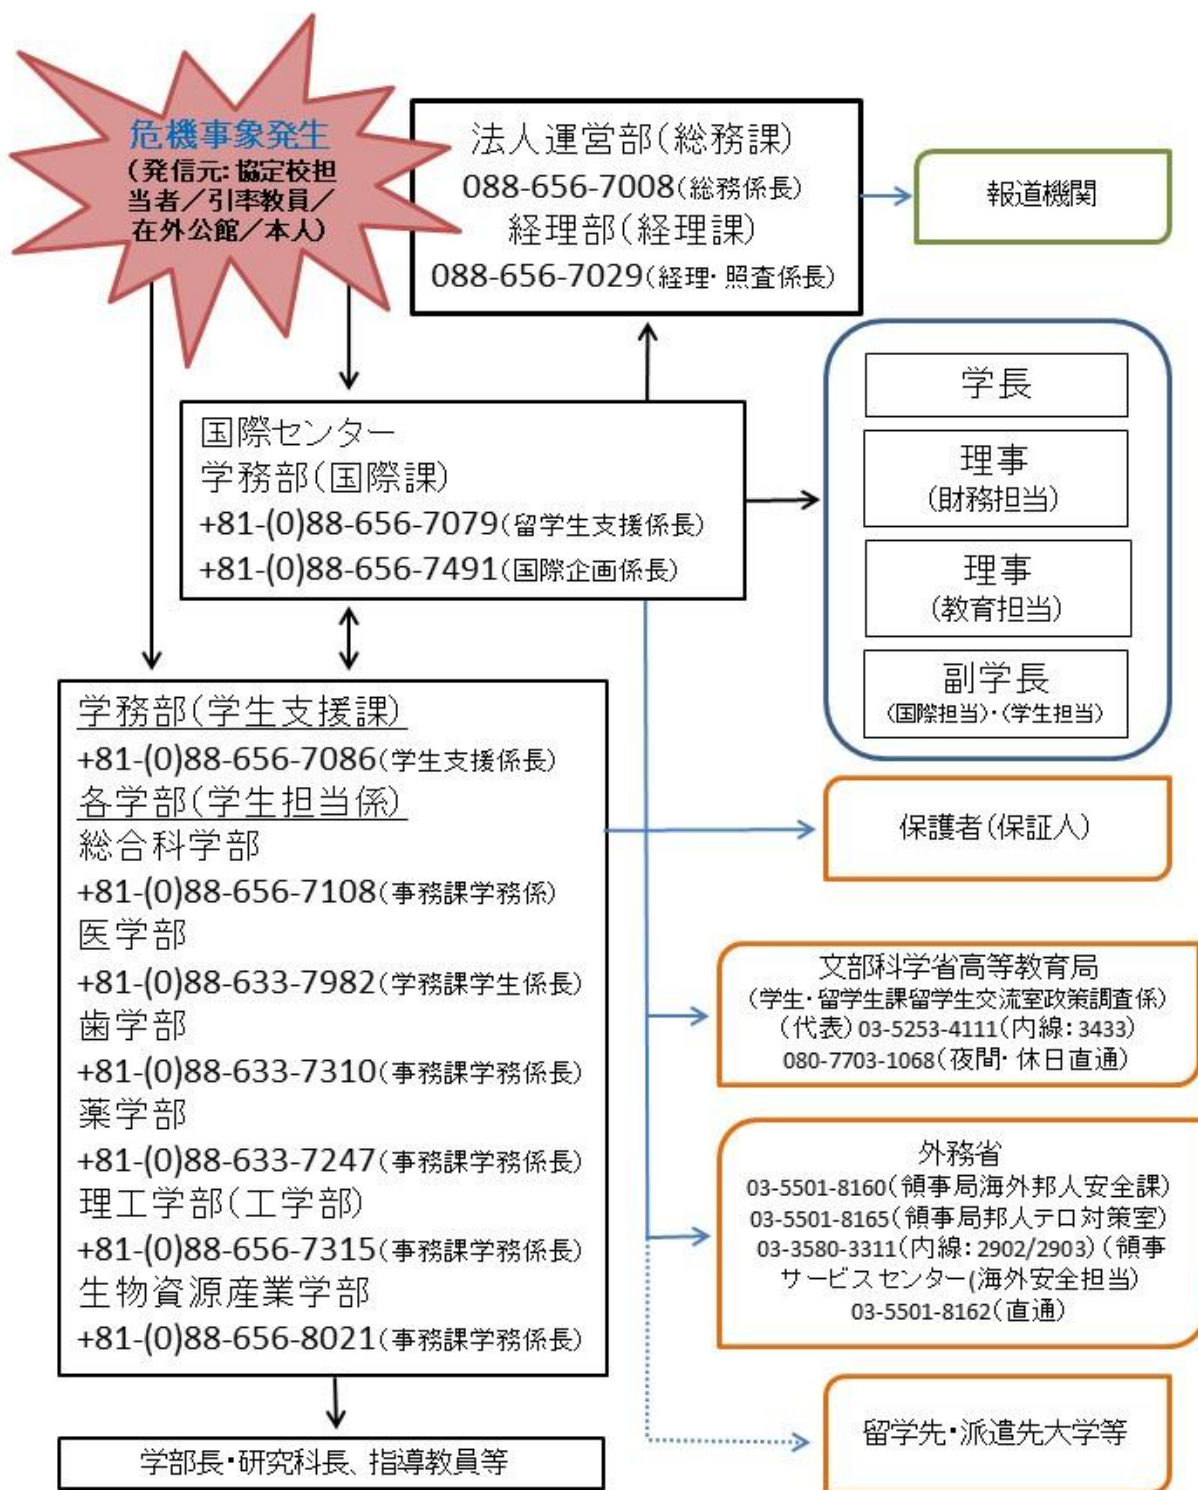 危機事象発生
(発信元: 協定校担
当者／引率教員／
在外公館／本人)
法人運営部(総務課)
088-656-7008(総務係長)
経理部(経理課)
088-656-7029(経理・照査係長)
報道機関
学長
理事
(財務担当)
理事
(教育担当)
副学長
(国際担当)・(学生担当)
国際センター
学務部(国際課)
+81-(0)88-656-7079(留学生支援係長)
+81-(0)88-656-7491(国際企画係長)
学務部(学生支援課)
+81-(0)88-656-7086(学生支援係長)
各学部(学生担当係)
総合科学部
+81-(0)88-656-7108(事務課学務係)
医学部
+81-(0)88-633-7982(学務課学生係長)
歯学部
+81-(0)88-633-7310(事務課学務係長)
薬学部
+81-(0)88-633-7247(事務課学務係長)
理工学部(工学部)
+81-(0)88-656-7315(事務課学務係長)
生物資源産業学部
+81-(0)88-656-8021(事務課学務係長)
学部長・研究科長、指導教員等
保護者(保証人)
文部科学省高等教育局
(学生・留学生課留学生交流室政策調査係)
(代表) 03-5253-4111(内線: 3433)
080-7703-1068(夜間・休日直通)
外務省
03-5501-8160(領事局海外邦人安全課)
03-5501-8165(領事局邦人テロ対策室)
03-3580-3311(内線: 2902/2903) (領事
サービスセンター(海外安全担当)
03-5501-8162(直通)
留学先・派遣先大学等